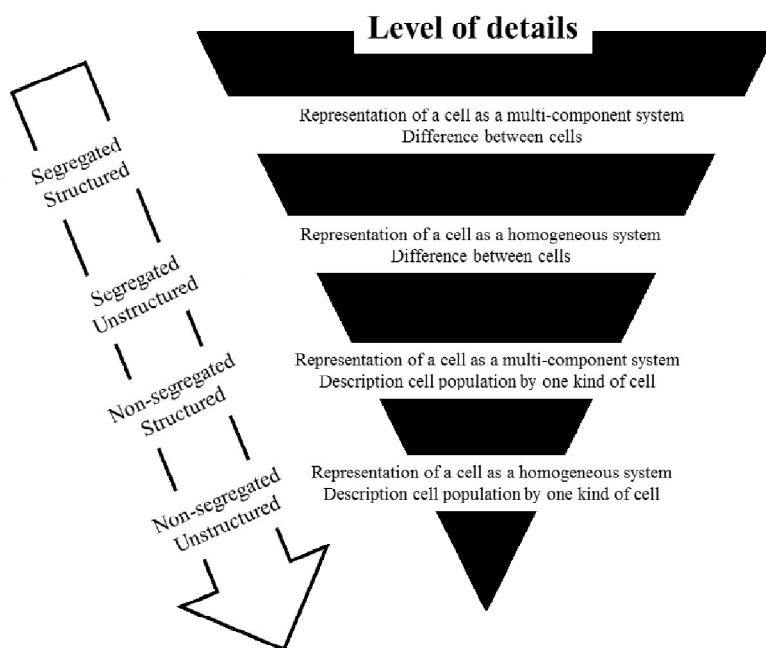 Level of details
Representation of a cell as a multi-component system
Difference between cells
Segregated
Structured
Representation of a cell as a homogeneous system
Difference between cells
Segregated
Unstructured
Representation of a cell as a multi-component system
Description cell population by one kind of cell
Non-segregated
Structured
Representation of a cell as a homogeneous system
Description cell population by one kind of cell
Non-segregated
Unstructured